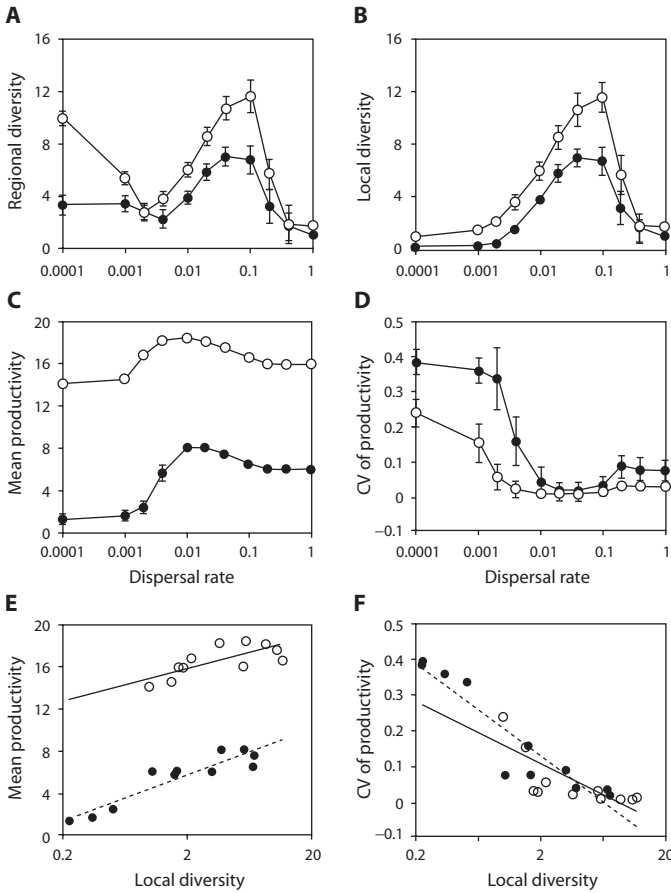 A
B
16
12
8
4
0
Regional diversity
0.0001 0.001 0.01 0.1 1
16
12
8
4
0
Local diversity
0.0001 0.001 0.01 0.1 1
C
D
20
16
12
8
4
0
Mean productivity
0.0001 0.001 0.01 0.1 1
Dispersal rate
0.5
0.4
0.3
0.2
0.1
0
−0.1
CV of productivity
0.0001 0.001 0.01 0.1 1
Dispersal rate
E
F
20
16
12
8
4
0
Mean productivity
0.2 2 20
Local diversity
0.5
0.4
0.3
0.2
0.1
0
−0.1
CV of productivity
0.2 2 20
Local diversity